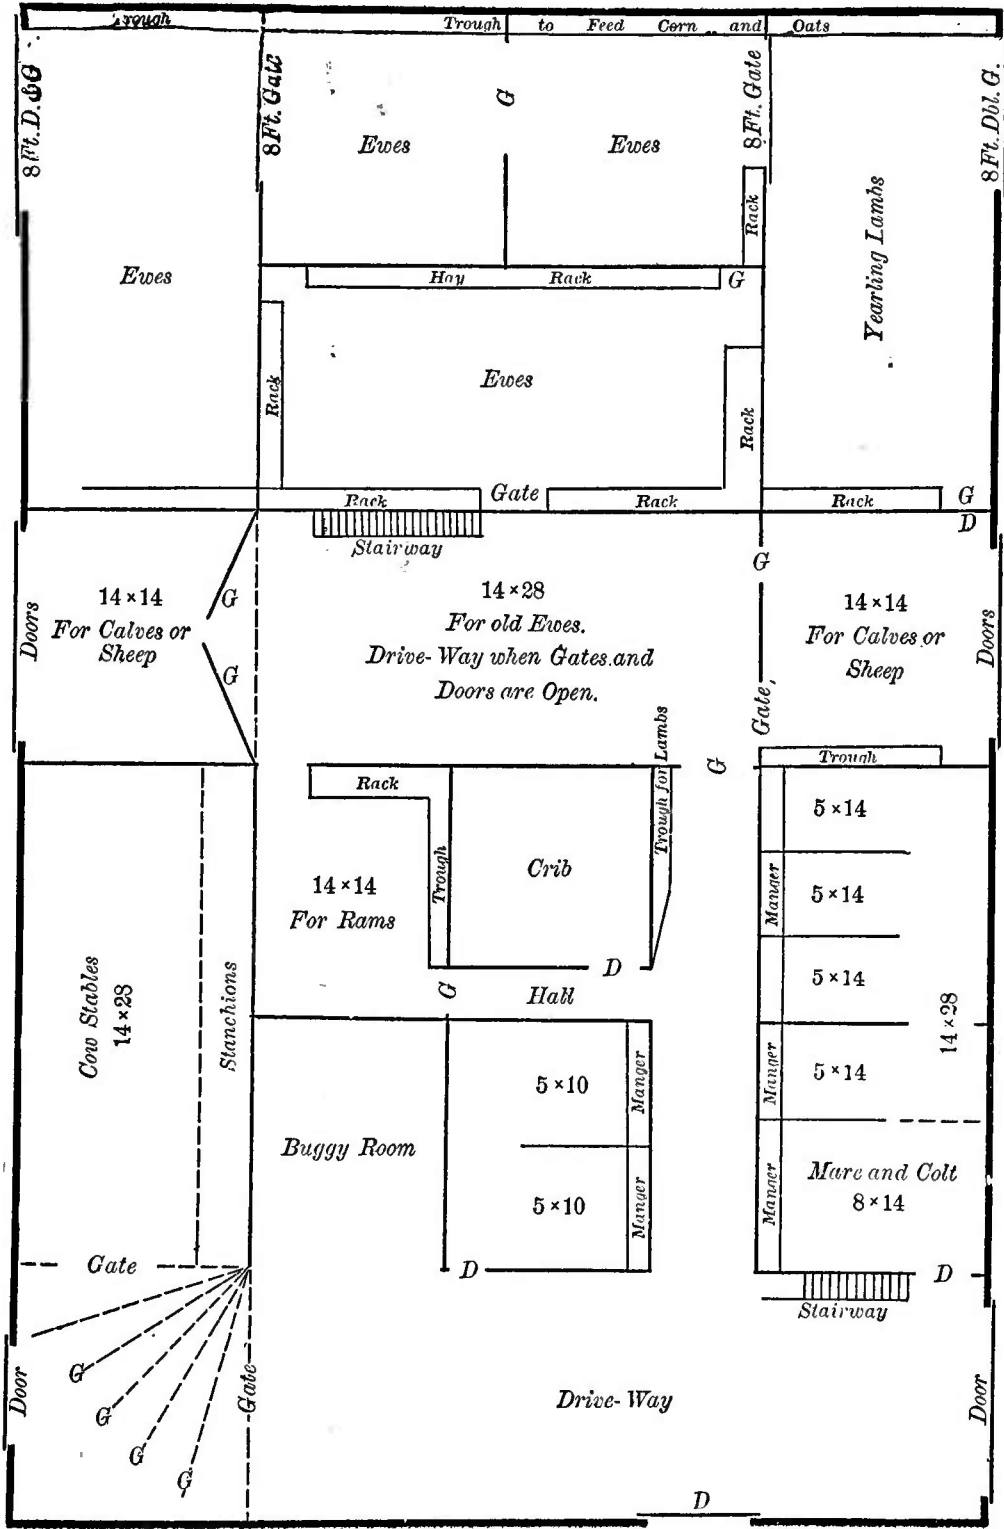 Trough
Trough to Feed Corn and Oats
8 Ft. D. & G
8 Ft. Gate
G
8 Ft. Gate
8 Ft. Dbl. G.
Ewes
Ewes
Rack
Yearling Lambs
Ewes
Hay Rack
G
Rack
Ewes
Rack
Rack
Gate
Rack
Rack
G
D
Stairway
Doors
14 × 14
For Calves or
Sheep
G
G
14 × 28
For old Ewes.
Drive-Way when Gates and
Doors are Open.
G
Gate,
14 × 14
For Calves or
Sheep
Doors
Rack
Trough
14 × 14
For Rams
Crib
Trough for Lambs
G
Trough
5 × 14
Manger
5 × 14
5 × 14
Manger
5 × 14
14 × 28
Cow Stables
14 × 28
Stanchions
D
G
Hall
Buggy Room
5 × 10
Manger
5 × 10
Manger
D
Manger
Mare and Colt
8 × 14
D
Stairway
Gate
G
G
G
G
Gate
Door
Drive-Way
Door
D